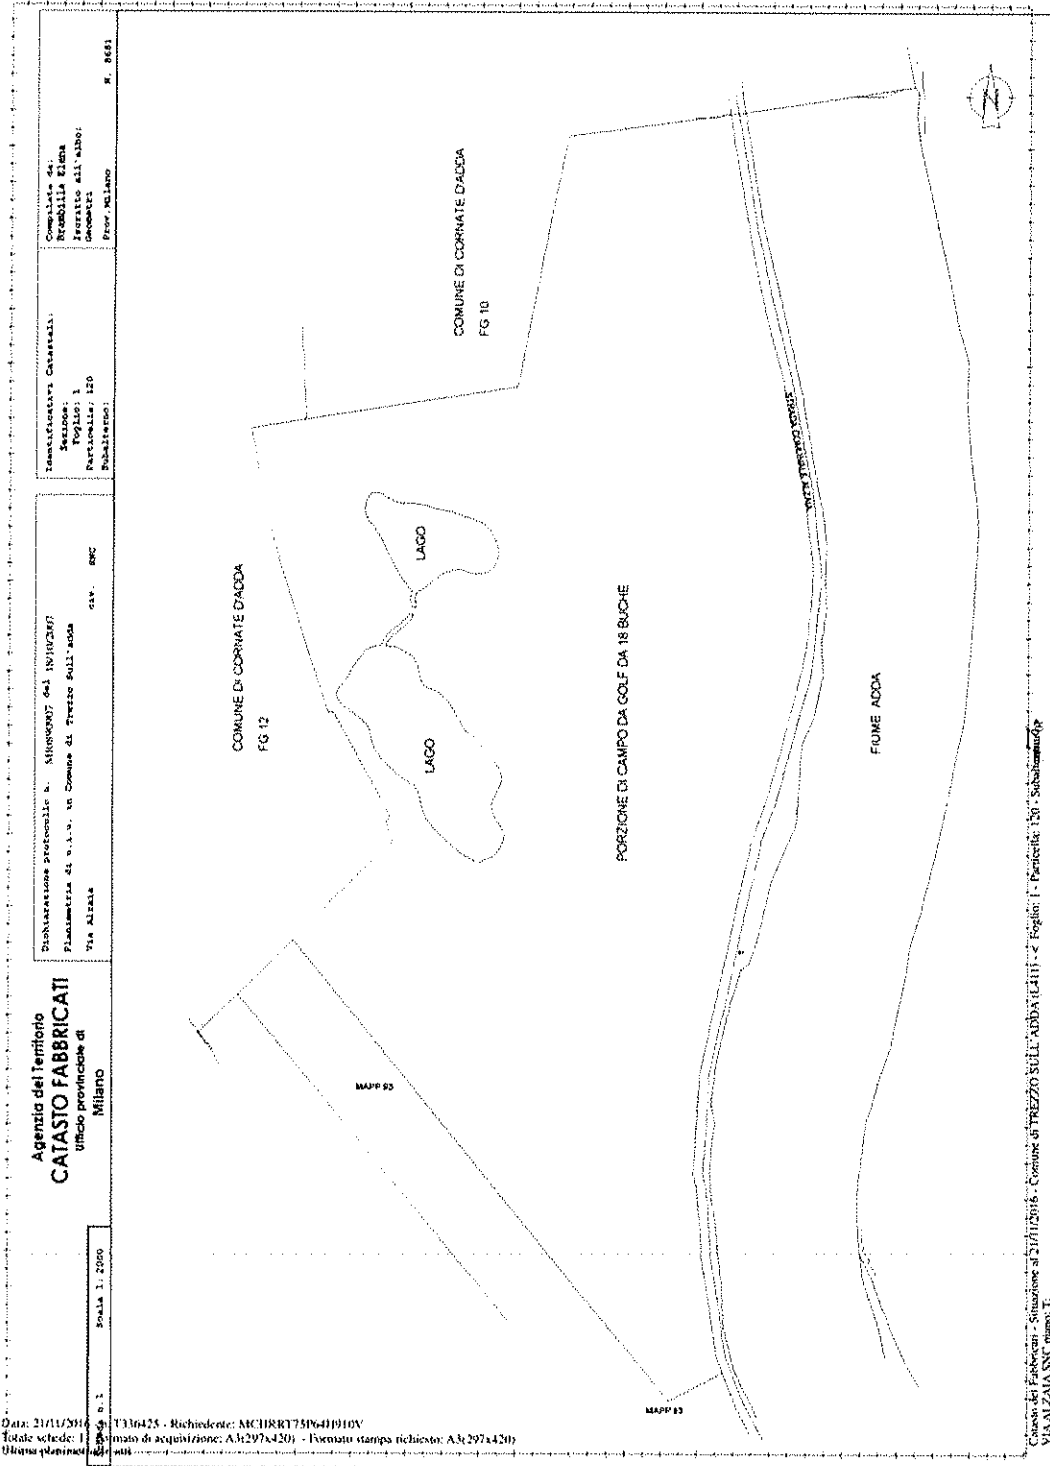 Agenzia del Territorio
CATASTO FABBRICATI
Ufficio provinciale di
Milano
Dichiarazione protocollo n. del
Planimetria di u.i.u. in Comune di Trezzo Sull'adda
Via Alzaia civ. SNC
Identificativi Catastali:
Sezione:
Foglio: 1
Particella: 120
Subalterno:
Compilata da:
Brambilla Elena
Iscritto all'albo:
Geometri
Prov. Milano N. 8681
Scala 1: 2000
COMUNE DI CORNATE D'ADDA
FG 12
COMUNE DI CORNATE D'ADDA
FG 10
LAGO
LAGO
PORZIONE DI CAMPO DA GOLF DA 18 BUCHE
FIUME ADDA
MAPP 93
MAPP 93
N
Data: 21/11/2016 - n. T336425 - Richiedente:
Totale schede: 1 - Formato di acquisizione: A3(297x420) - Formato stampa richiesto: A3(297x420)
Catasto dei Fabbricati - Situazione al 21/11/2016 - Comune di TREZZO SULL'ADDA (L411) - < Foglio: 1 - Particella: 120 -
VIA ALZAIA SNC piano: T;